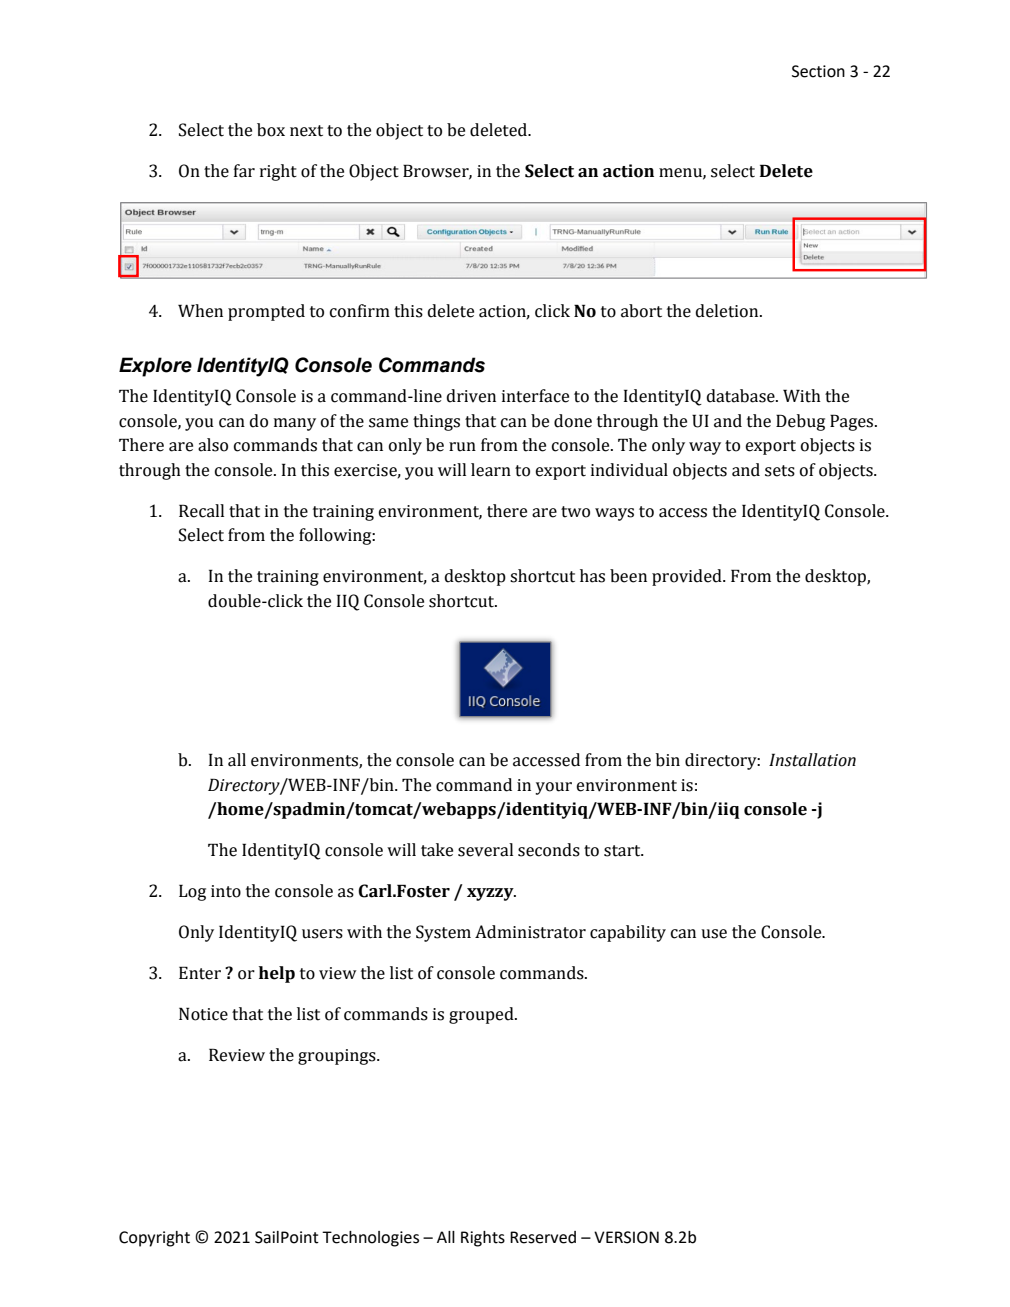 Section 3 - 22
2. Select the box next to the object to be deleted.
3. On the far right of the Object Browser, in the Select an action menu, select Delete
Object Browser
Rule trng-m Configuration Objects | TRNG-ManuallyRunRule Run Rule Select an action
Id Name Created Modified New
Delete
7f000001732e110581732f7ecb2c0357 TRNG-ManuallyRunRule 7/8/20 12:35 PM 7/8/20 12:36 PM
4. When prompted to confirm this delete action, click No to abort the deletion.
Explore IdentityIQ Console Commands
The IdentityIQ Console is a command-line driven interface to the IdentityIQ database. With the
console, you can do many of the same things that can be done through the UI and the Debug Pages.
There are also commands that can only be run from the console. The only way to export objects is
through the console. In this exercise, you will learn to export individual objects and sets of objects.
1. Recall that in the training environment, there are two ways to access the IdentityIQ Console.
Select from the following:
a. In the training environment, a desktop shortcut has been provided. From the desktop,
double-click the IIQ Console shortcut.
IIQ Console
b. In all environments, the console can be accessed from the bin directory: Installation
Directory/WEB-INF/bin. The command in your environment is:
/home/spadmin/tomcat/webapps/identityiq/WEB-INF/bin/iiq console -j
The IdentityIQ console will take several seconds to start.
2. Log into the console as Carl.Foster / xyzzy.
Only IdentityIQ users with the System Administrator capability can use the Console.
3. Enter ? or help to view the list of console commands.
Notice that the list of commands is grouped.
a. Review the groupings.
Copyright © 2021 SailPoint Technologies – All Rights Reserved – VERSION 8.2b